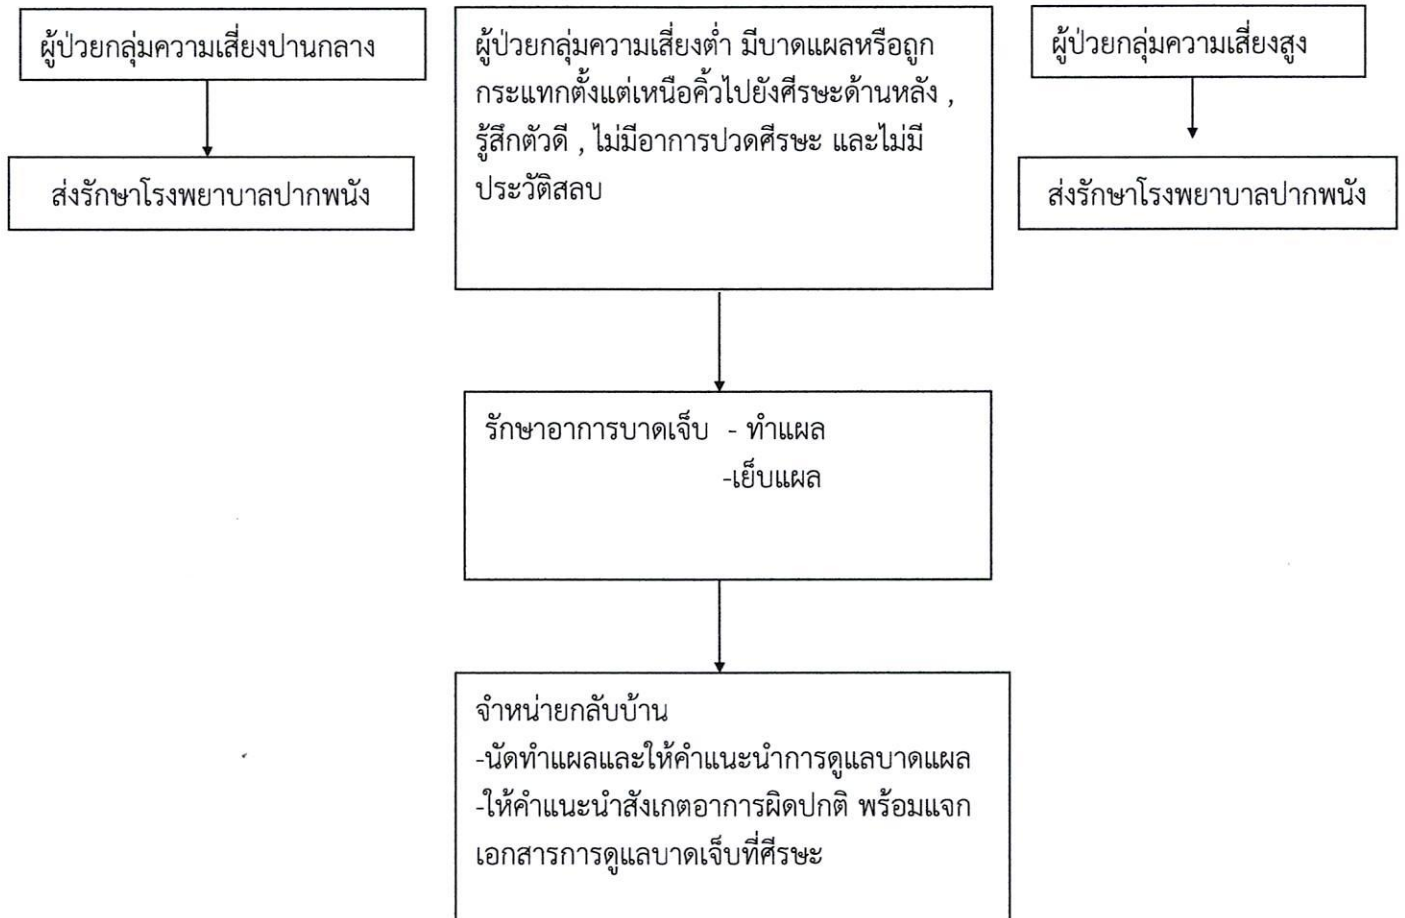 ผู้ป่วยกลุ่มความเสี่ยงปานกลาง
ส่งรักษาโรงพยาบาลปากพนัง
ผู้ป่วยกลุ่มความเสี่ยงต่ำ มีบาดแผลหรือถูก
กระแทกตั้งแต่เหนือคิ้วไปยังศีรษะด้านหลัง ,
รู้สึกตัวดี , ไม่มีอาการปวดศีรษะ และไม่มี
ประวัติสลบ
ผู้ป่วยกลุ่มความเสี่ยงสูง
ส่งรักษาโรงพยาบาลปากพนัง
รักษาอาการบาดเจ็บ - ทำแผล
-เย็บแผล
จำหน่ายกลับบ้าน
-นัดทำแผลและให้คำแนะนำการดูแลบาดแผล
-ให้คำแนะนำสังเกตอาการผิดปกติ พร้อมแจก
เอกสารการดูแลบาดเจ็บที่ศีรษะ